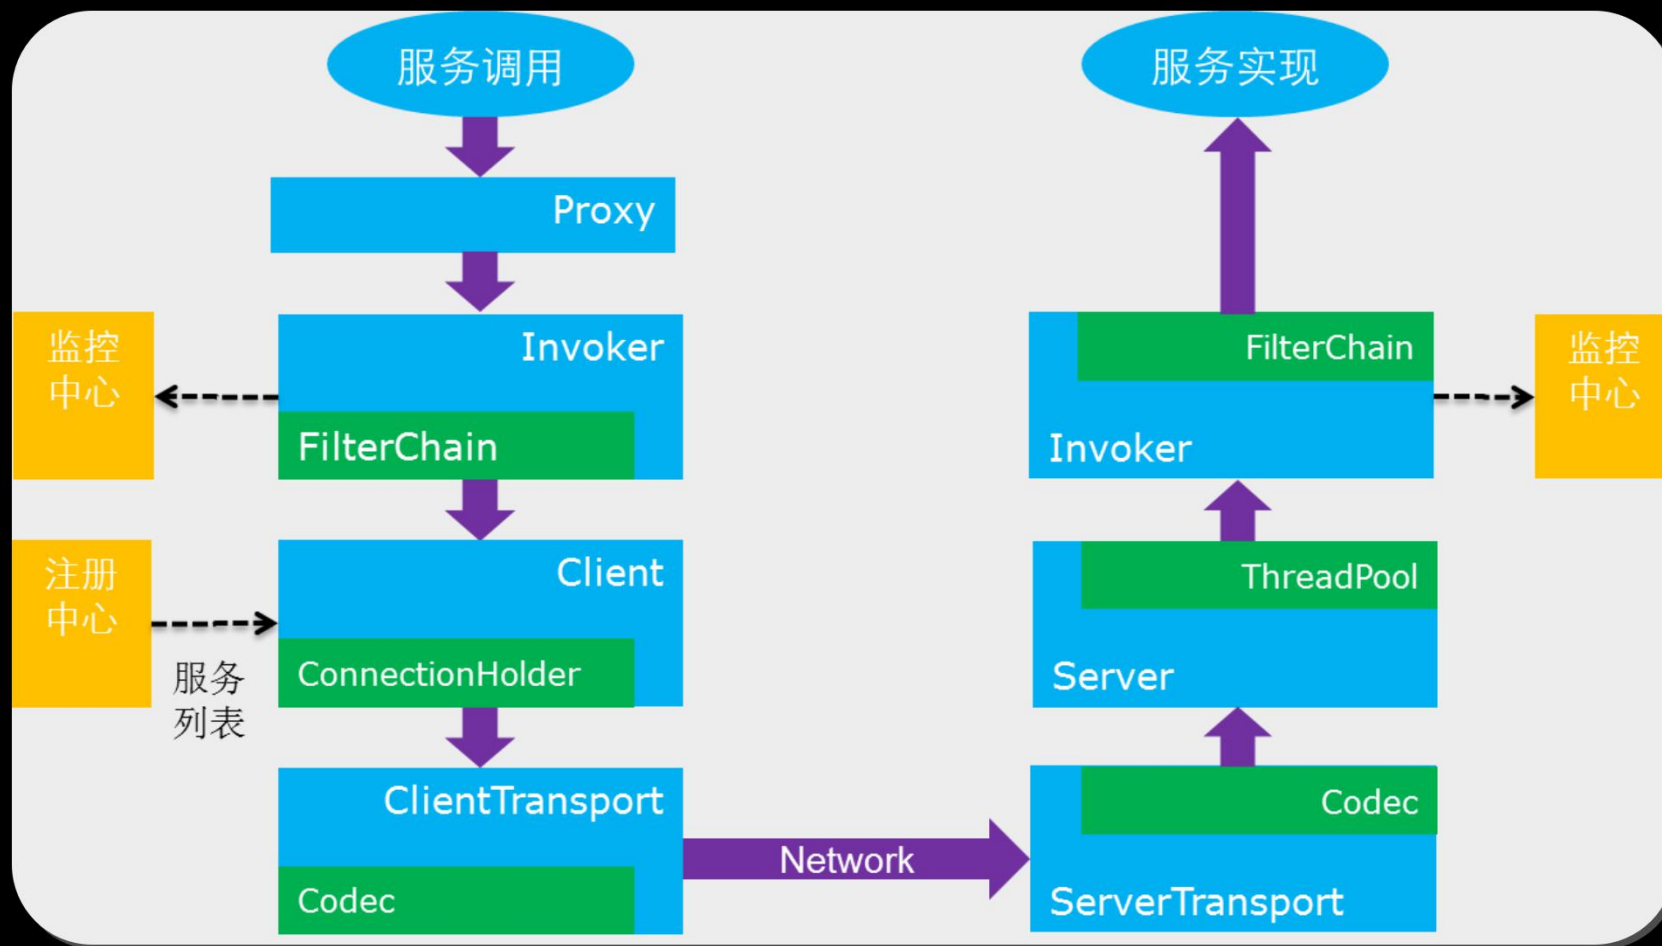 服务调用
服务实现
Proxy
监控
中心
Invoker
FilterChain
FilterChain
Invoker
监控
中心
注册
中心
服务
列表
Client
ConnectionHolder
ThreadPool
Server
ClientTransport
Codec
Network
Codec
ServerTransport